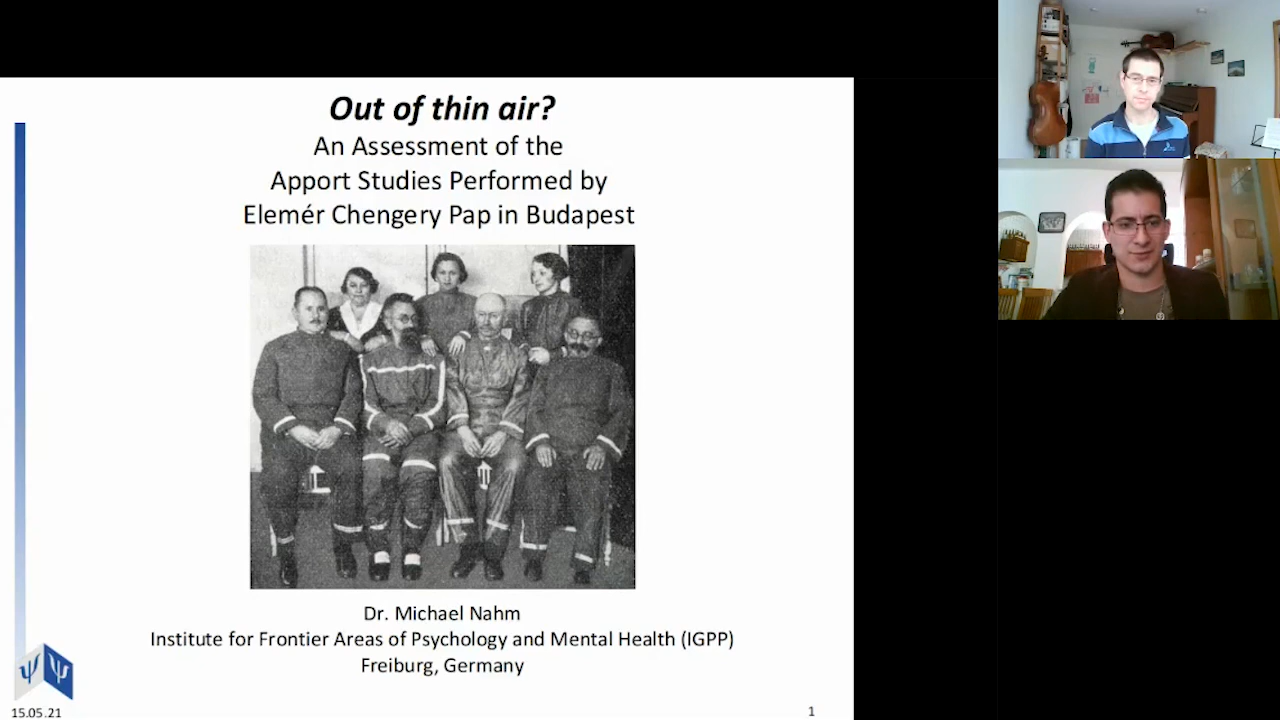 Out of thin air?
An Assessment of the
Apport Studies Performed by
Elemér Chengery Pap in Budapest
Dr. Michael Nahm
Institute for Frontier Areas of Psychology and Mental Health (IGPP)
Freiburg, Germany
ψ ψ
15.05.21
1